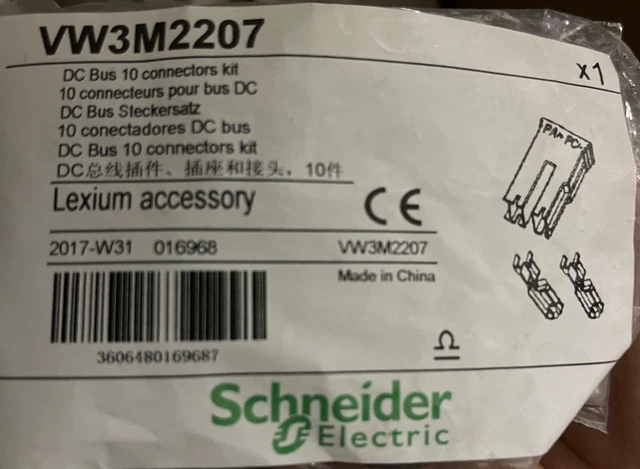 VW3M2207
x1
DC Bus 10 connectors kit
10 connecteurs pour bus DC
DC Bus Steckersatz
10 conectadores DC bus
DC Bus 10 connectors kit
DC总线插件、插座和接头，10件
PA+ PC-
Lexium accessory
CE
2017-W31 016968 VW3M2207
Made in China
3606480169687
Schneider
Electric